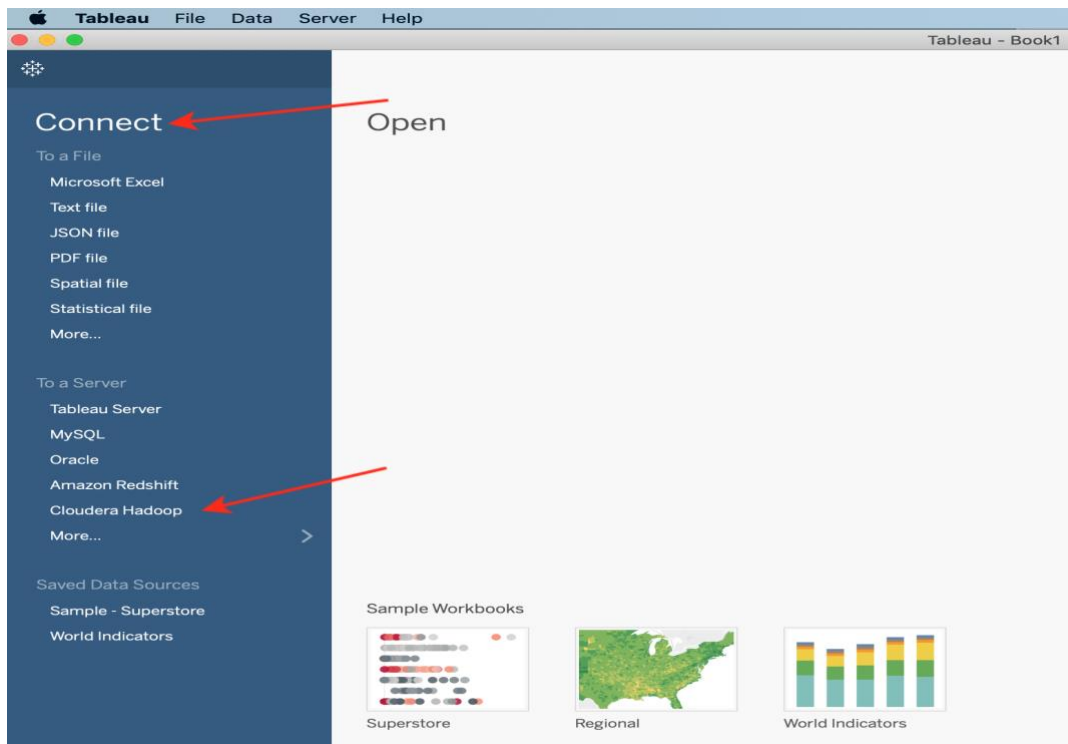 Tableau File Data Server Help
Tableau - Book1
Connect
Open
To a File
Microsoft Excel
Text file
JSON file
PDF file
Spatial file
Statistical file
More...
To a Server
Tableau Server
MySQL
Oracle
Amazon Redshift
Cloudera Hadoop
More...
Saved Data Sources
Sample - Superstore
World Indicators
Sample Workbooks
Superstore
Regional
World Indicators